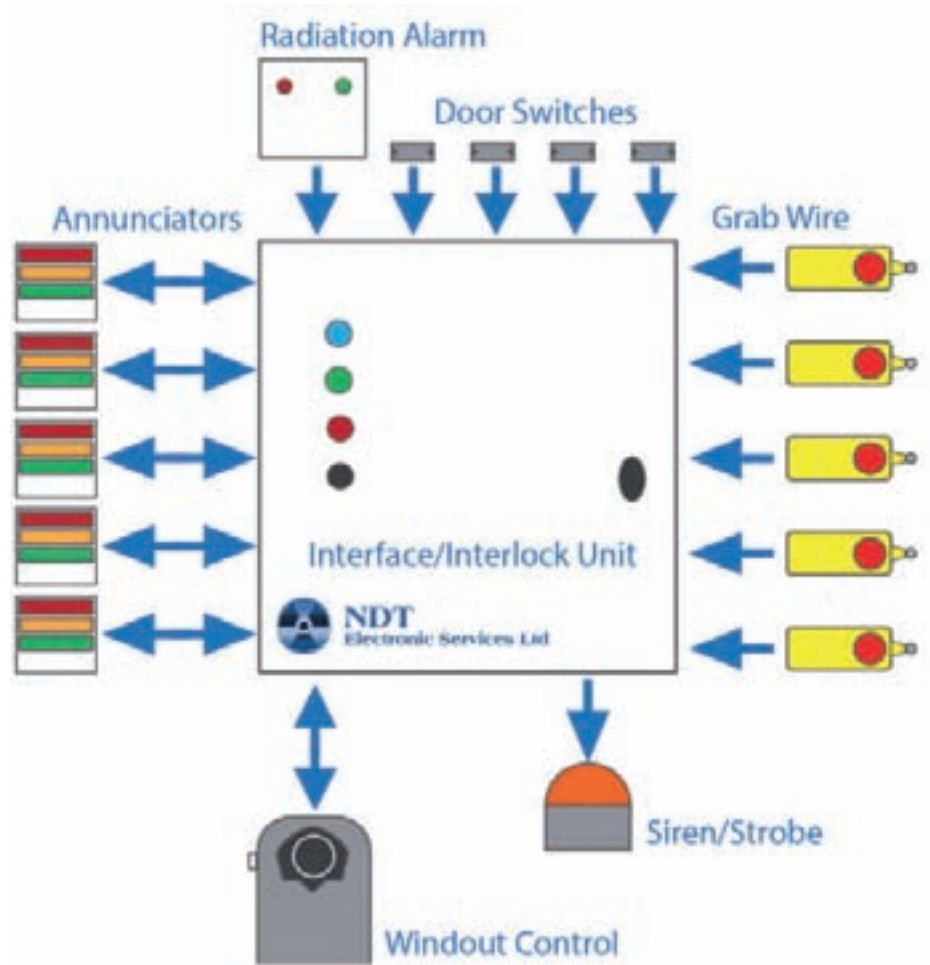 Radiation Alarm
Door Switches
Annunciators
Grab Wire
Interface/Interlock Unit
NDT
Electronic Services Ltd
Siren/Strobe
Windout Control